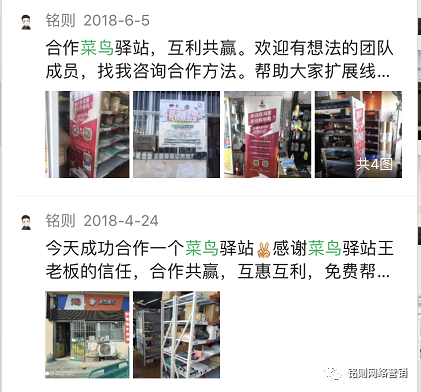 铭则 2018-6-5
合作菜鸟驿站，互利共赢。欢迎有想法的团队
成员，找我咨询合作方法。帮助大家扩展线...
共4图
铭则 2018-4-24
今天成功合作一个菜鸟驿站✌感谢菜鸟驿站王
老板的信任，合作共赢，互惠互利，免费帮...
铭则网络营销